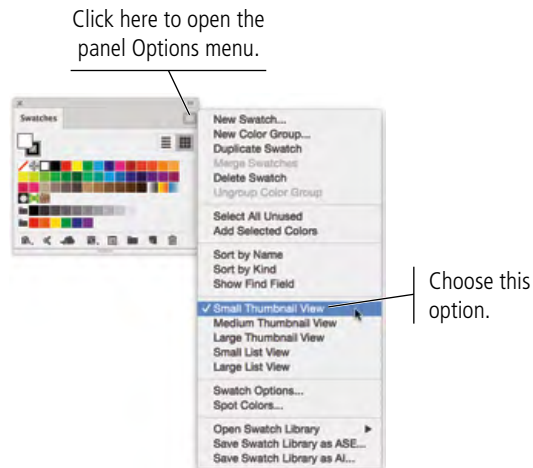 Click here to open the
panel Options menu.
Swatches
New Swatch...
New Color Group...
Duplicate Swatch
Merge Swatches
Delete Swatch
Ungroup Color Group
Select All Unused
Add Selected Colors
Sort by Name
Sort by Kind
Show Find Field
✓ Small Thumbnail View
Medium Thumbnail View
Large Thumbnail View
Small List View
Large List View
Swatch Options...
Spot Colors...
Open Swatch Library
Save Swatch Library as ASE...
Save Swatch Library as AI...
Choose this
option.